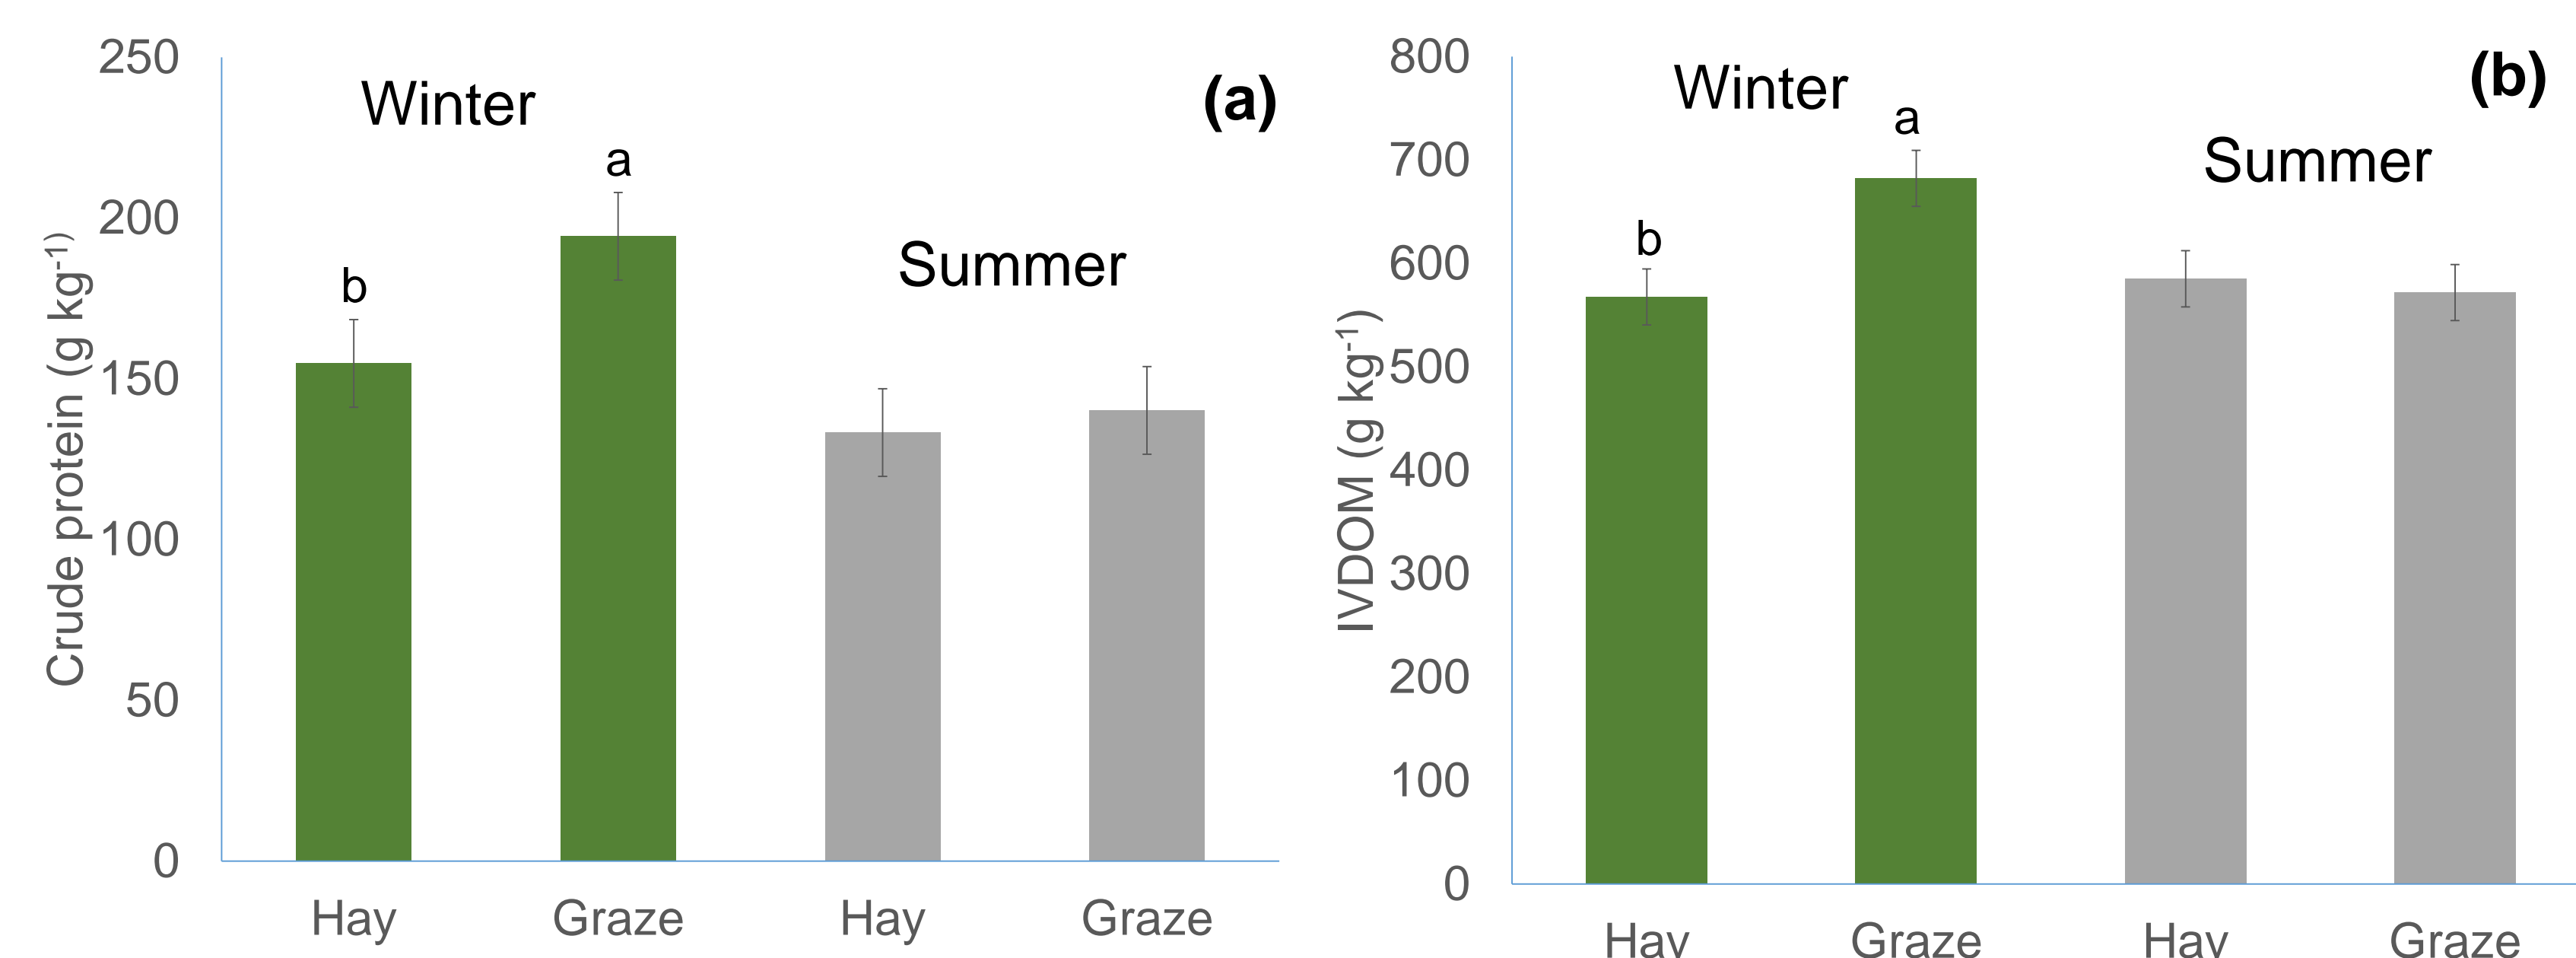 250
200
150
100
50
0
Crude protein (g kg⁻¹)
Winter
(a)
b
a
Summer
Hay Graze Hay Graze
800
700
600
500
400
300
200
100
0
IVDOM (g kg⁻¹)
Winter
(b)
b
a
Summer
Hay Graze Hay Graze